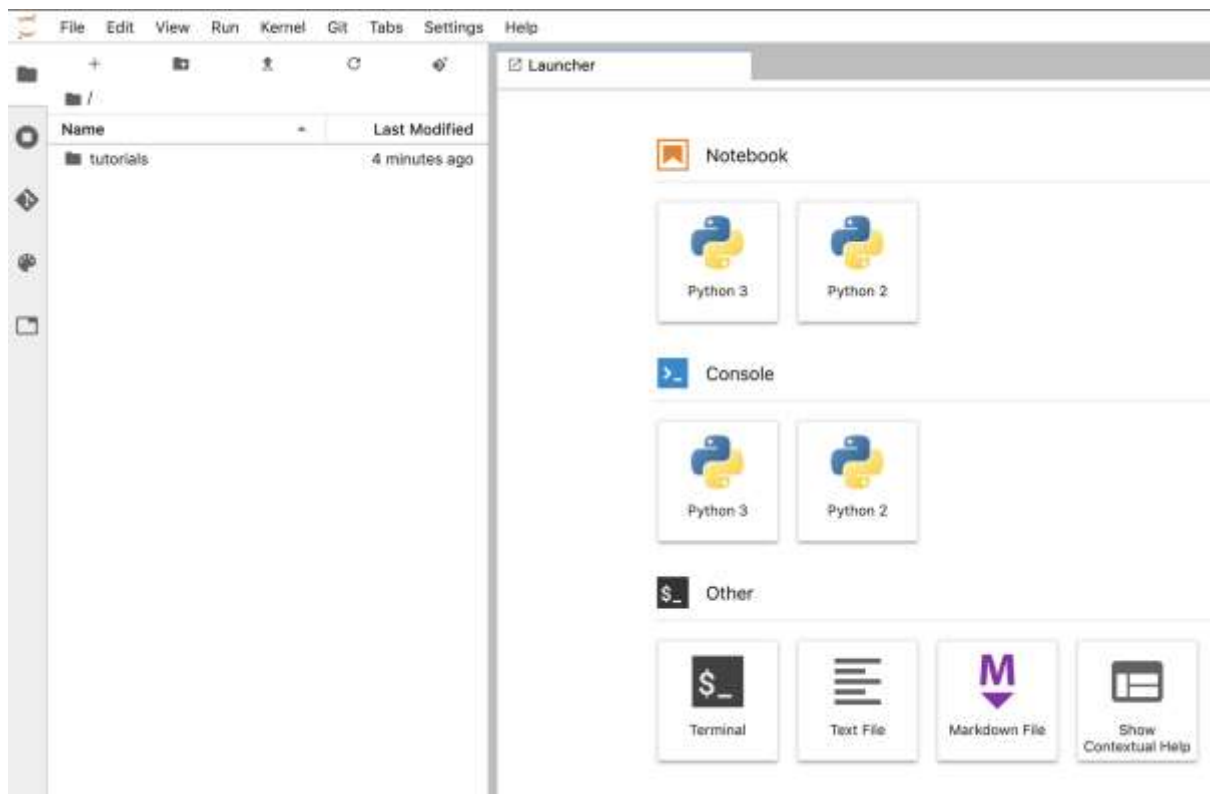 File Edit View Run Kernel Git Tabs Settings Help
Launcher
/
Name Last Modified
tutorials 4 minutes ago
Notebook
Python 3 Python 2
>_ Console
Python 3 Python 2
$_ Other
$_ M
Terminal Text File Markdown File Show
Contextual Help